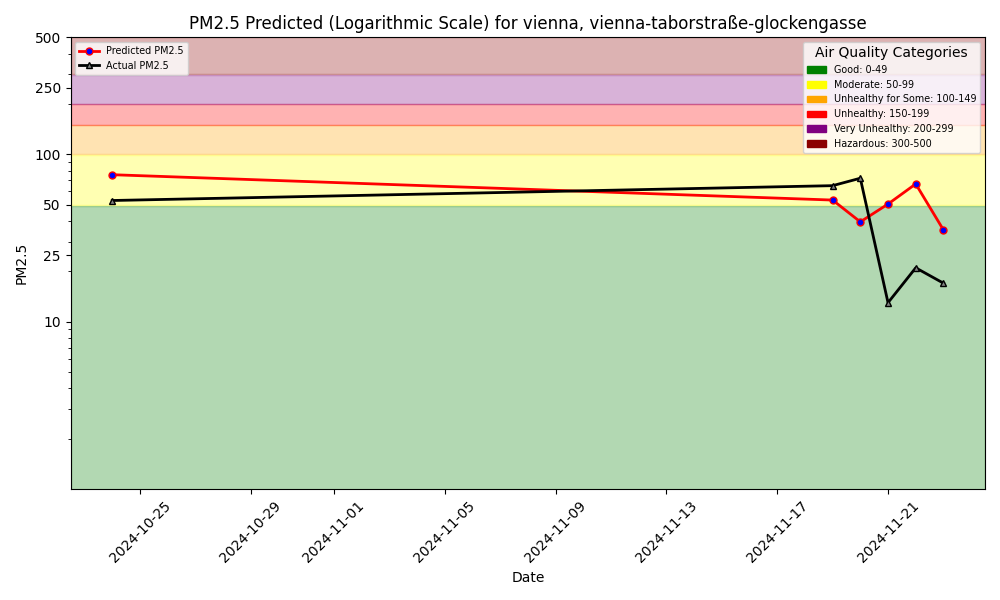 PM2.5 Predicted (Logarithmic Scale) for vienna, vienna-taborstraße-glockengasse
Predicted PM2.5
Actual PM2.5
Air Quality Categories
Good: 0-49
Moderate: 50-99
Unhealthy for Some: 100-149
Unhealthy: 150-199
Very Unhealthy: 200-299
Hazardous: 300-500
500
250
100
50
25
10
PM2.5
2024-10-25
2024-10-29
2024-11-01
2024-11-05
2024-11-09
2024-11-13
2024-11-17
2024-11-21
Date